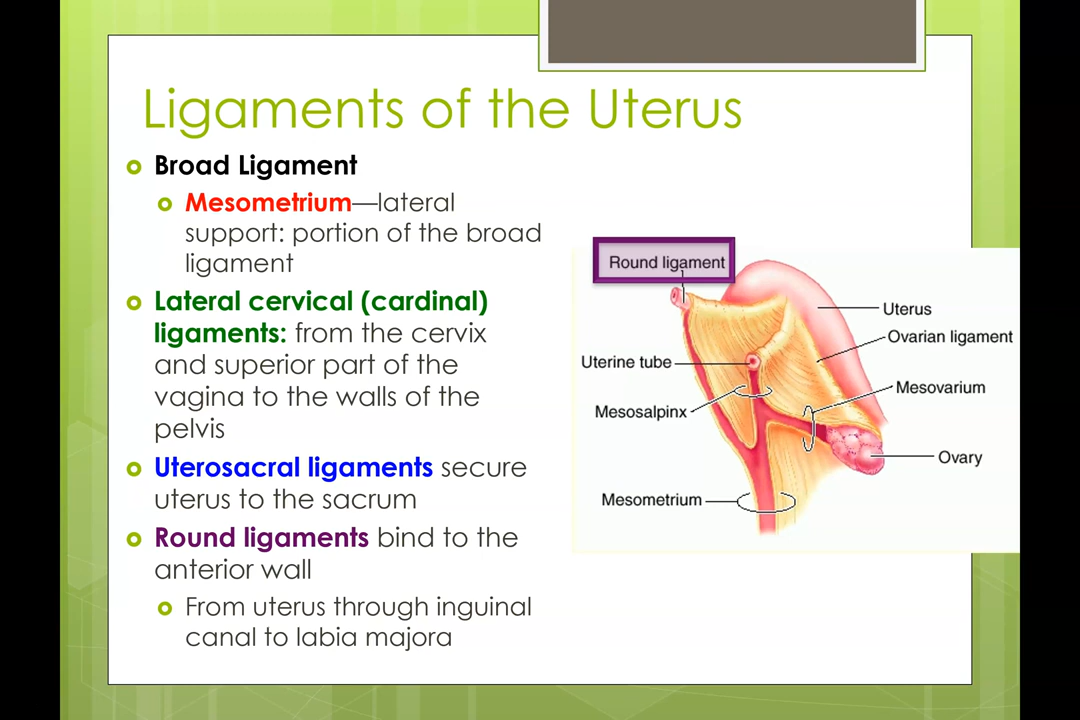 Ligaments of the Uterus
Broad Ligament
Mesometrium—lateral
support: portion of the broad
ligament
Lateral cervical (cardinal)
ligaments: from the cervix
and superior part of the
vagina to the walls of the
pelvis
Uterosacral ligaments secure
uterus to the sacrum
Round ligaments bind to the
anterior wall
From uterus through inguinal
canal to labia majora
Round ligament
Uterus
Ovarian ligament
Uterine tube
Mesovarium
Mesosalpinx
Ovary
Mesometrium